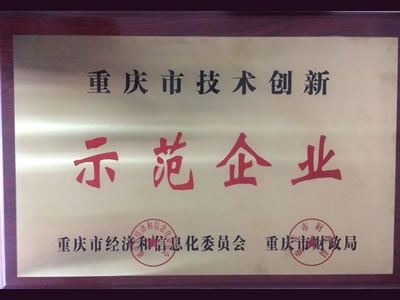 重庆市技术创新
示范企业
重庆市经济和信息化委员会 重庆市财政局